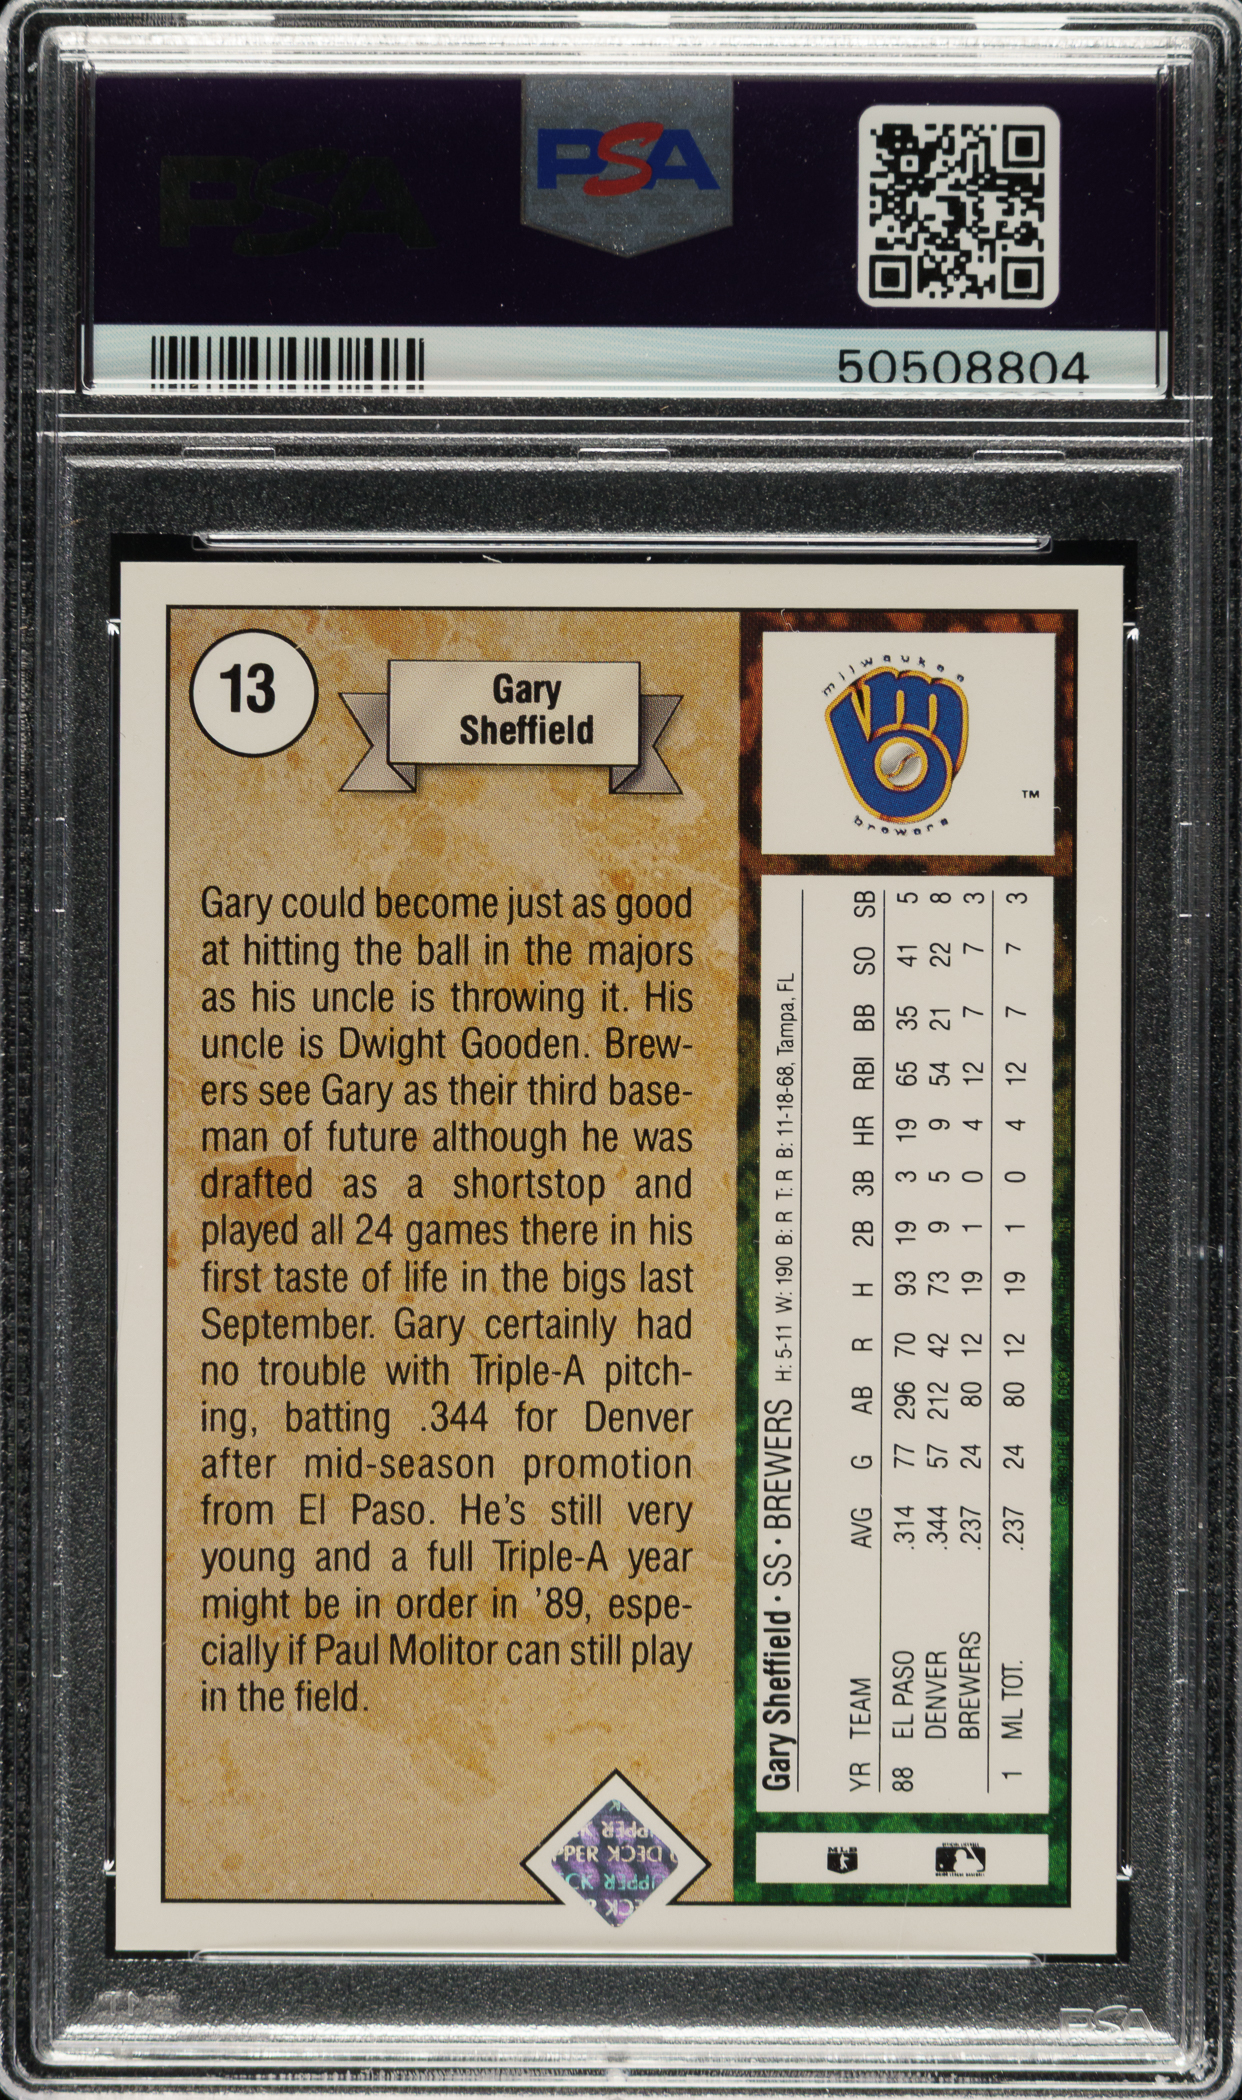 PSA
PSA
50508804
13
Gary
Sheffield
milwaukee
brewers
TM
Gary could become just as good
at hitting the ball in the majors
as his uncle is throwing it. His
uncle is Dwight Gooden. Brew-
ers see Gary as their third base-
man of future although he was
drafted as a shortstop and
played all 24 games there in his
first taste of life in the bigs last
September. Gary certainly had
no trouble with Triple-A pitch-
ing, batting .344 for Denver
after mid-season promotion
from El Paso. He's still very
young and a full Triple-A year
might be in order in '89, espe-
cially if Paul Molitor can still play
in the field.
Gary Sheffield • SS • BREWERS H: 5-11 W: 190 B: R T: R B: 11-18-68, Tampa, FL
YR TEAM AVG G AB R H 2B 3B HR RBI BB SO SB
88 EL PASO .314 77 296 70 93 19 3 19 65 35 41 5
DENVER .344 57 212 42 73 9 5 9 54 21 22 8
BREWERS .237 24 80 12 19 1 0 4 12 7 7 3
1 ML TOT. .237 24 80 12 19 1 0 4 12 7 7 3
UPPER DECK
MLB
PSA